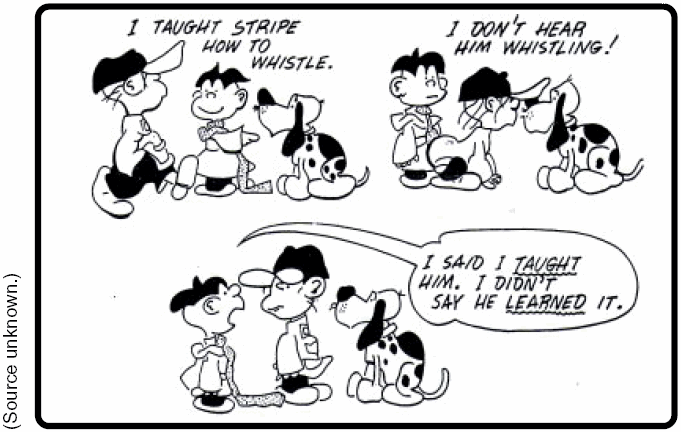 I TAUGHT STRIPE
HOW TO
WHISTLE.
I DON'T HEAR
HIM WHISTLING!
I SAID I TAUGHT
HIM. I DIDN'T
SAY HE LEARNED IT.
(Source unknown.)